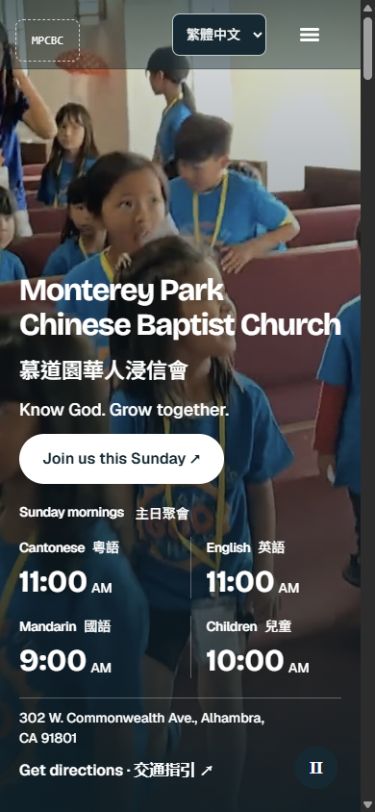 MPCBC
繁體中文
Monterey Park
Chinese Baptist Church
慕道園華人浸信會
Know God. Grow together.
Join us this Sunday ↗
Sunday mornings 主日聚會
Cantonese 粵語
11:00 AM
English 英語
11:00 AM
Mandarin 國語
9:00 AM
Children 兒童
10:00 AM
302 W. Commonwealth Ave., Alhambra,
CA 91801
Get directions · 交通指引 ↗